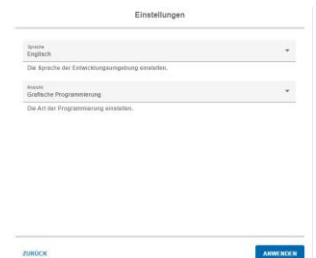 Einstellungen
Sprache
Englisch
Die Sprache der Entwicklungsumgebung einstellen.
Ansicht
Grafische Programmierung
Die Art der Programmierung einstellen.
ZURÜCK
ANWENDEN